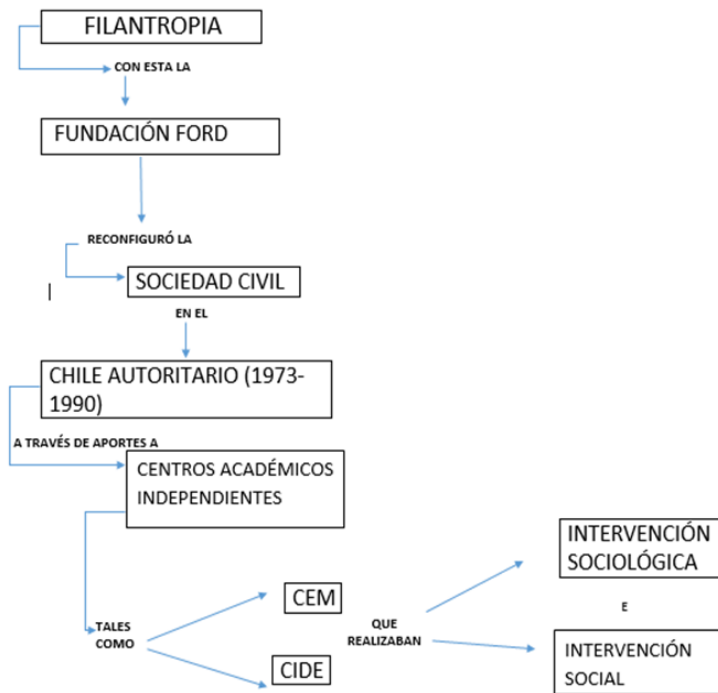 FILANTROPIA
CON ESTA LA
FUNDACIÓN FORD
RECONFIGURÓ LA
SOCIEDAD CIVIL
EN EL
CHILE AUTORITARIO (1973-
1990)
A TRAVÉS DE APORTES A
CENTROS ACADÉMICOS
INDEPENDIENTES
TALES
COMO
CEM
CIDE
QUE
REALIZABAN
INTERVENCIÓN
SOCIOLÓGICA
E
INTERVENCIÓN
SOCIAL